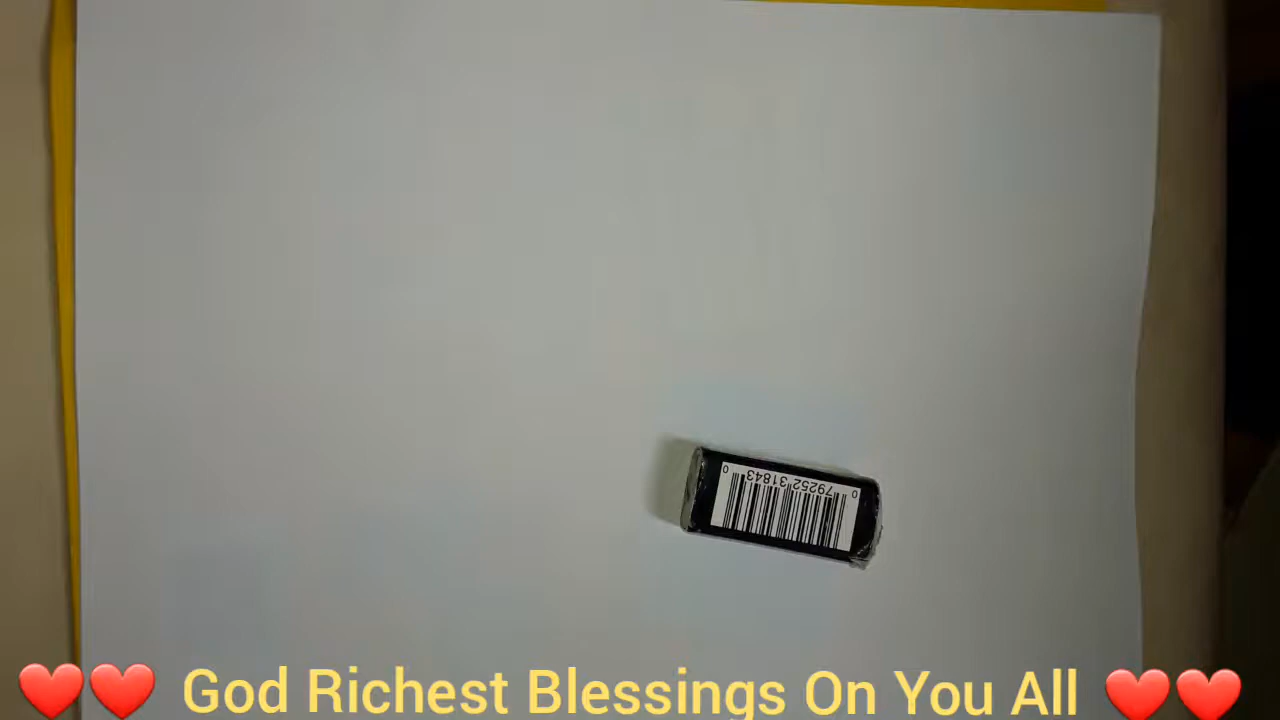 0 79252 31843 0
❤️❤️ God Richest Blessings On You All ❤️❤️